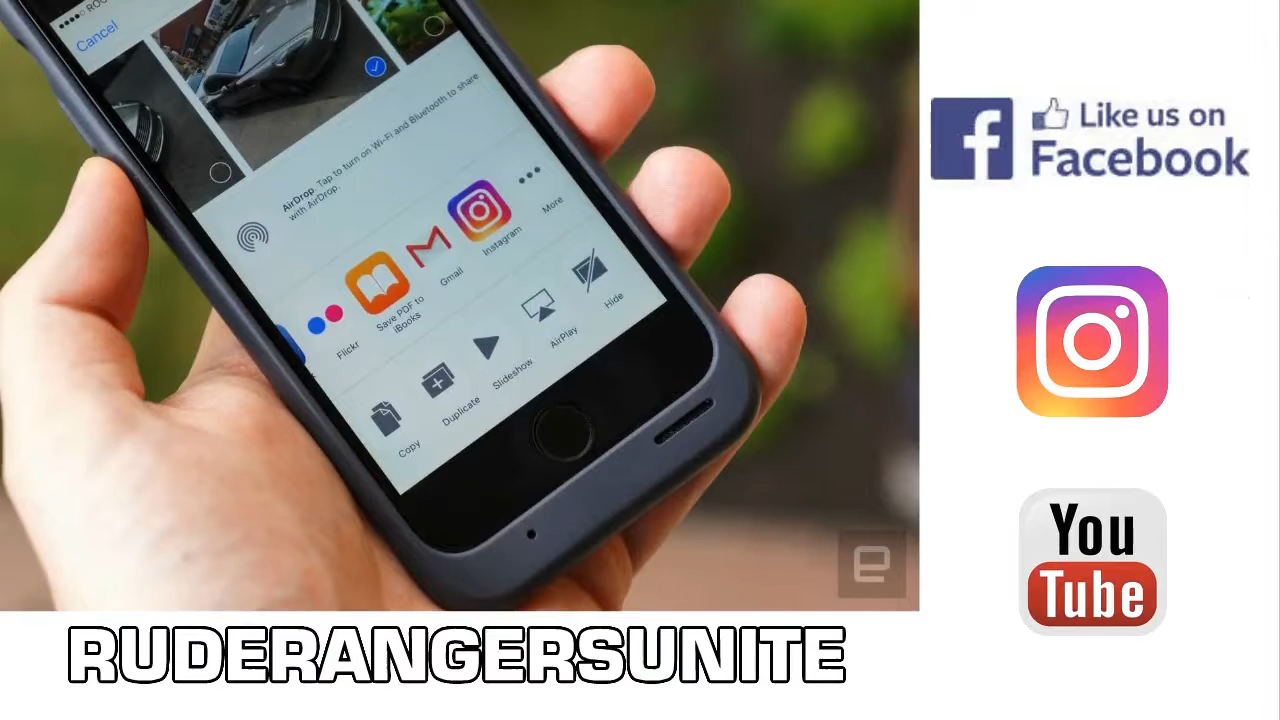 ●●●●○ ROG
Cancel
AirDrop. Tap to turn on Wi-Fi and Bluetooth to share
with AirDrop.
Flickr
Save PDF to
iBooks
Gmail
Instagram
More
Copy
Duplicate
Slideshow
AirPlay
Hide
e
RUDERANGERSUNITE
f
Like us on
Facebook
You
Tube